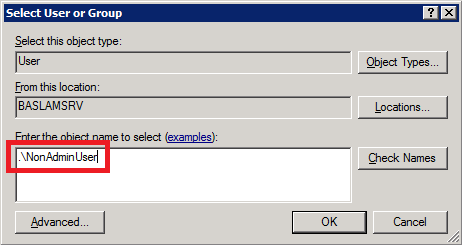 Select User or Group
Select this object type:
User
Object Types...
From this location:
BASLAMSRV
Locations...
Enter the object name to select (examples):
.\NonAdminUser
Check Names
Advanced...
OK
Cancel